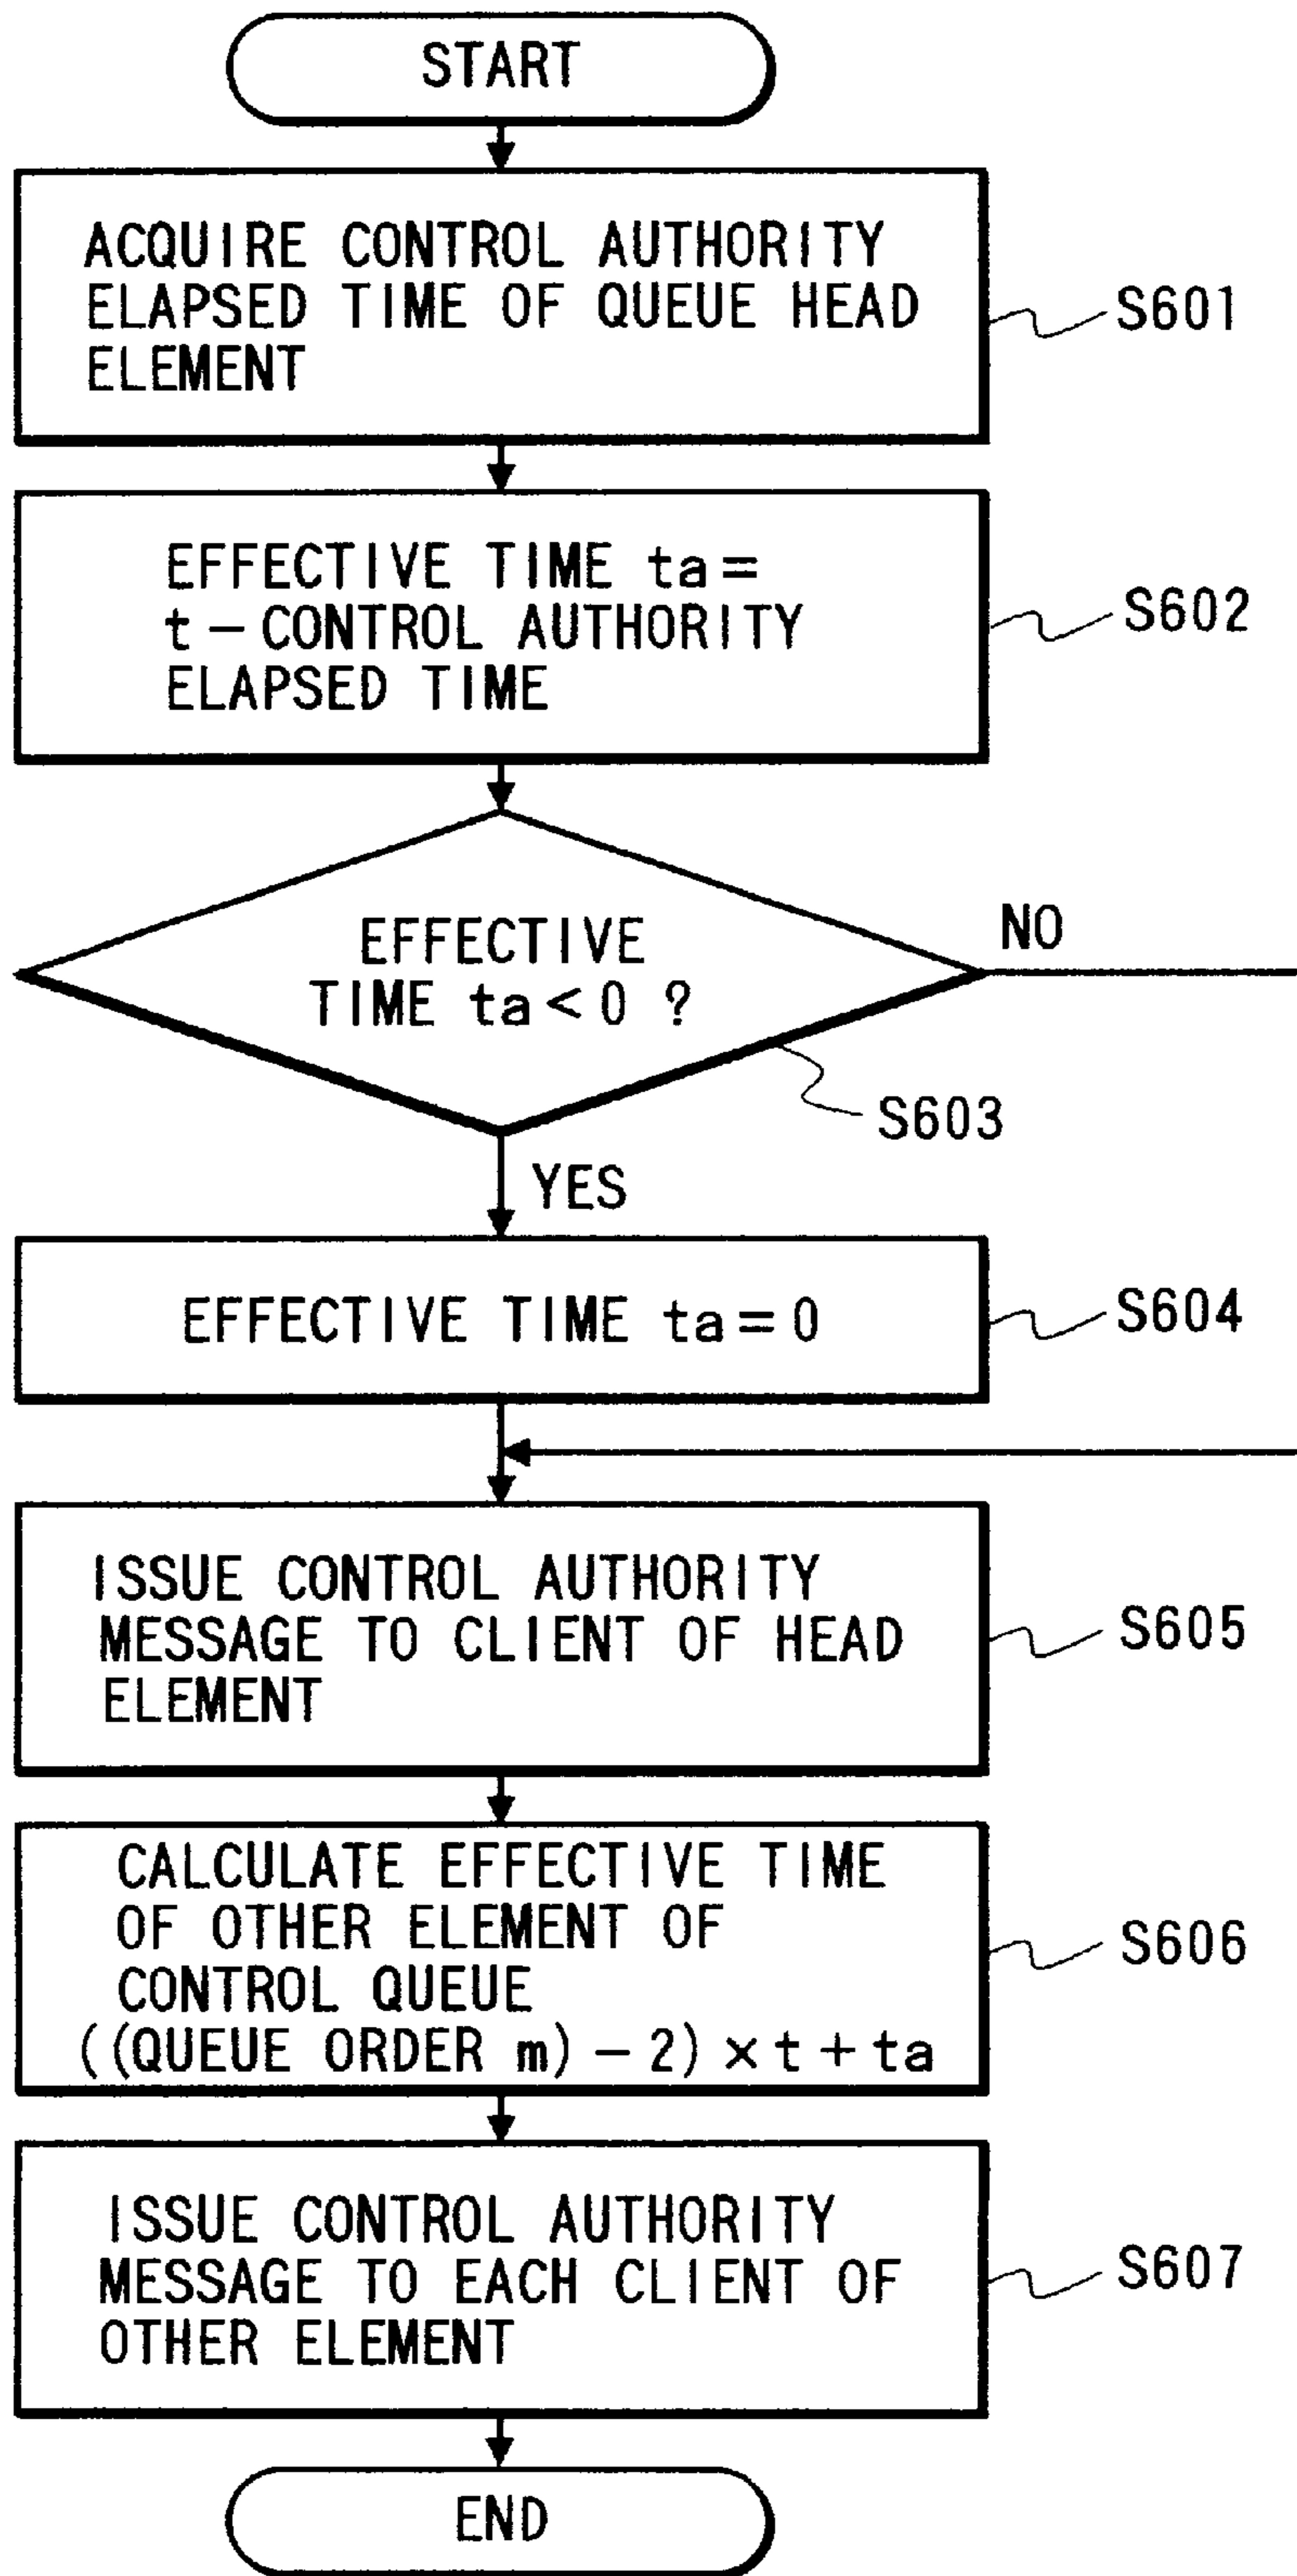 START
ACQUIRE CONTROL AUTHORITY
ELAPSED TIME OF QUEUE HEAD
ELEMENT
S601
EFFECTIVE TIME ta=
t-CONTROL AUTHORITY
ELAPSED TIME
S602
EFFECTIVE
TIME ta<0 ?
NO
S603
YES
EFFECTIVE TIME ta=0
S604
ISSUE CONTROL AUTHORITY
MESSAGE TO CLIENT OF HEAD
ELEMENT
S605
CALCULATE EFFECTIVE TIME
OF OTHER ELEMENT OF
CONTROL QUEUE
((QUEUE ORDER m)-2)×t+ta
S606
ISSUE CONTROL AUTHORITY
MESSAGE TO EACH CLIENT OF
OTHER ELEMENT
S607
END